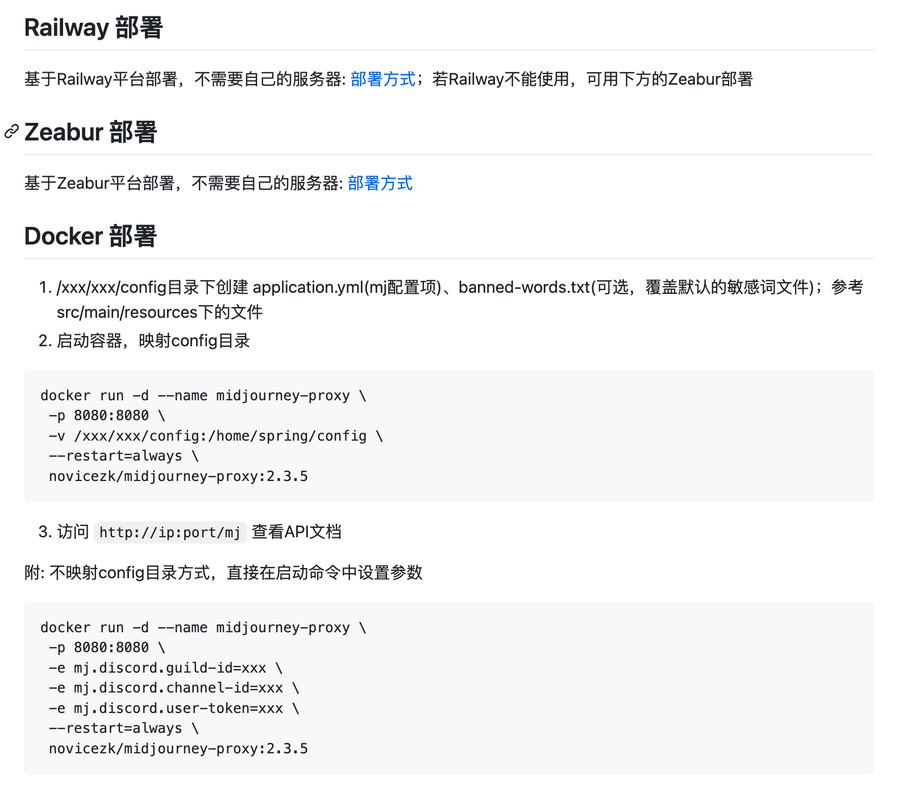 Railway 部署
基于Railway平台部署，不需要自己的服务器: 部署方式；若Railway不能使用，可用下方的Zeabur部署
Zeabur 部署
基于Zeabur平台部署，不需要自己的服务器: 部署方式
Docker 部署
1. /xxx/xxx/config目录下创建 application.yml(mj配置项)、banned-words.txt(可选，覆盖默认的敏感词文件)；参考
src/main/resources下的文件
2. 启动容器，映射config目录
docker run -d --name midjourney-proxy \
-p 8080:8080 \
-v /xxx/xxx/config:/home/spring/config \
--restart=always \
novicezk/midjourney-proxy:2.3.5
3. 访问 http://ip:port/mj 查看API文档
附: 不映射config目录方式，直接在启动命令中设置参数
docker run -d --name midjourney-proxy \
-p 8080:8080 \
-e mj.discord.guild-id=xxx \
-e mj.discord.channel-id=xxx \
-e mj.discord.user-token=xxx \
--restart=always \
novicezk/midjourney-proxy:2.3.5